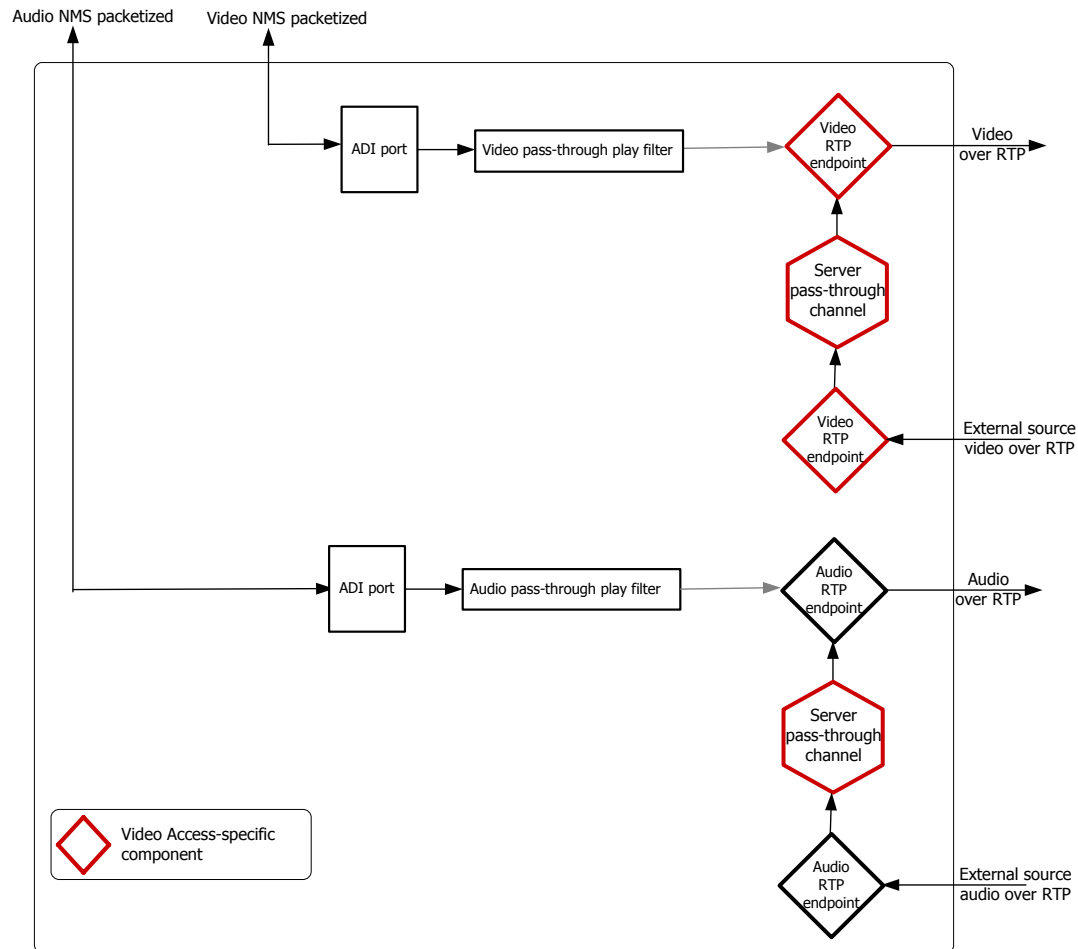 Audio NMS packetized
Video NMS packetized
ADI port
Video pass-through play filter
Video
RTP
endpoint
Video
over RTP
Server
pass-through
channel
Video
RTP
endpoint
External source
video over RTP
ADI port
Audio pass-through play filter
Audio
RTP
endpoint
Audio
over RTP
Server
pass-through
channel
Video Access-specific
component
Audio
RTP
endpoint
External source
audio over RTP